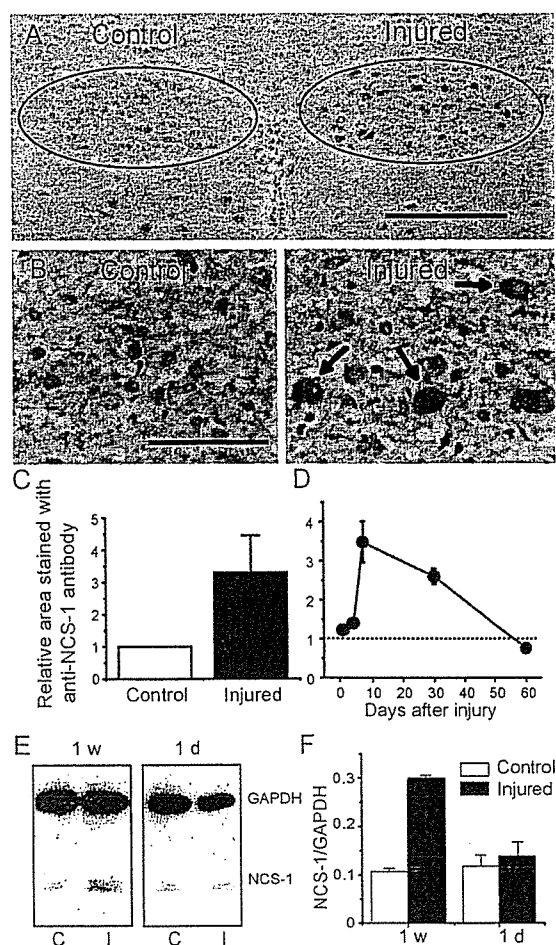 A Control Injured
B Control Injured
C
Relative area stained with
anti-NCS-1 antibody
5
4
3
2
1
0
Control Injured
D
4
3
2
1
0
0 10 20 30 40 50 60
Days after injury
E 1 w 1 d
GAPDH
NCS-1
C I C I
F
Control
Injured
NCS-1/GAPDH
0.3
0.2
0.1
0
1 w 1 d